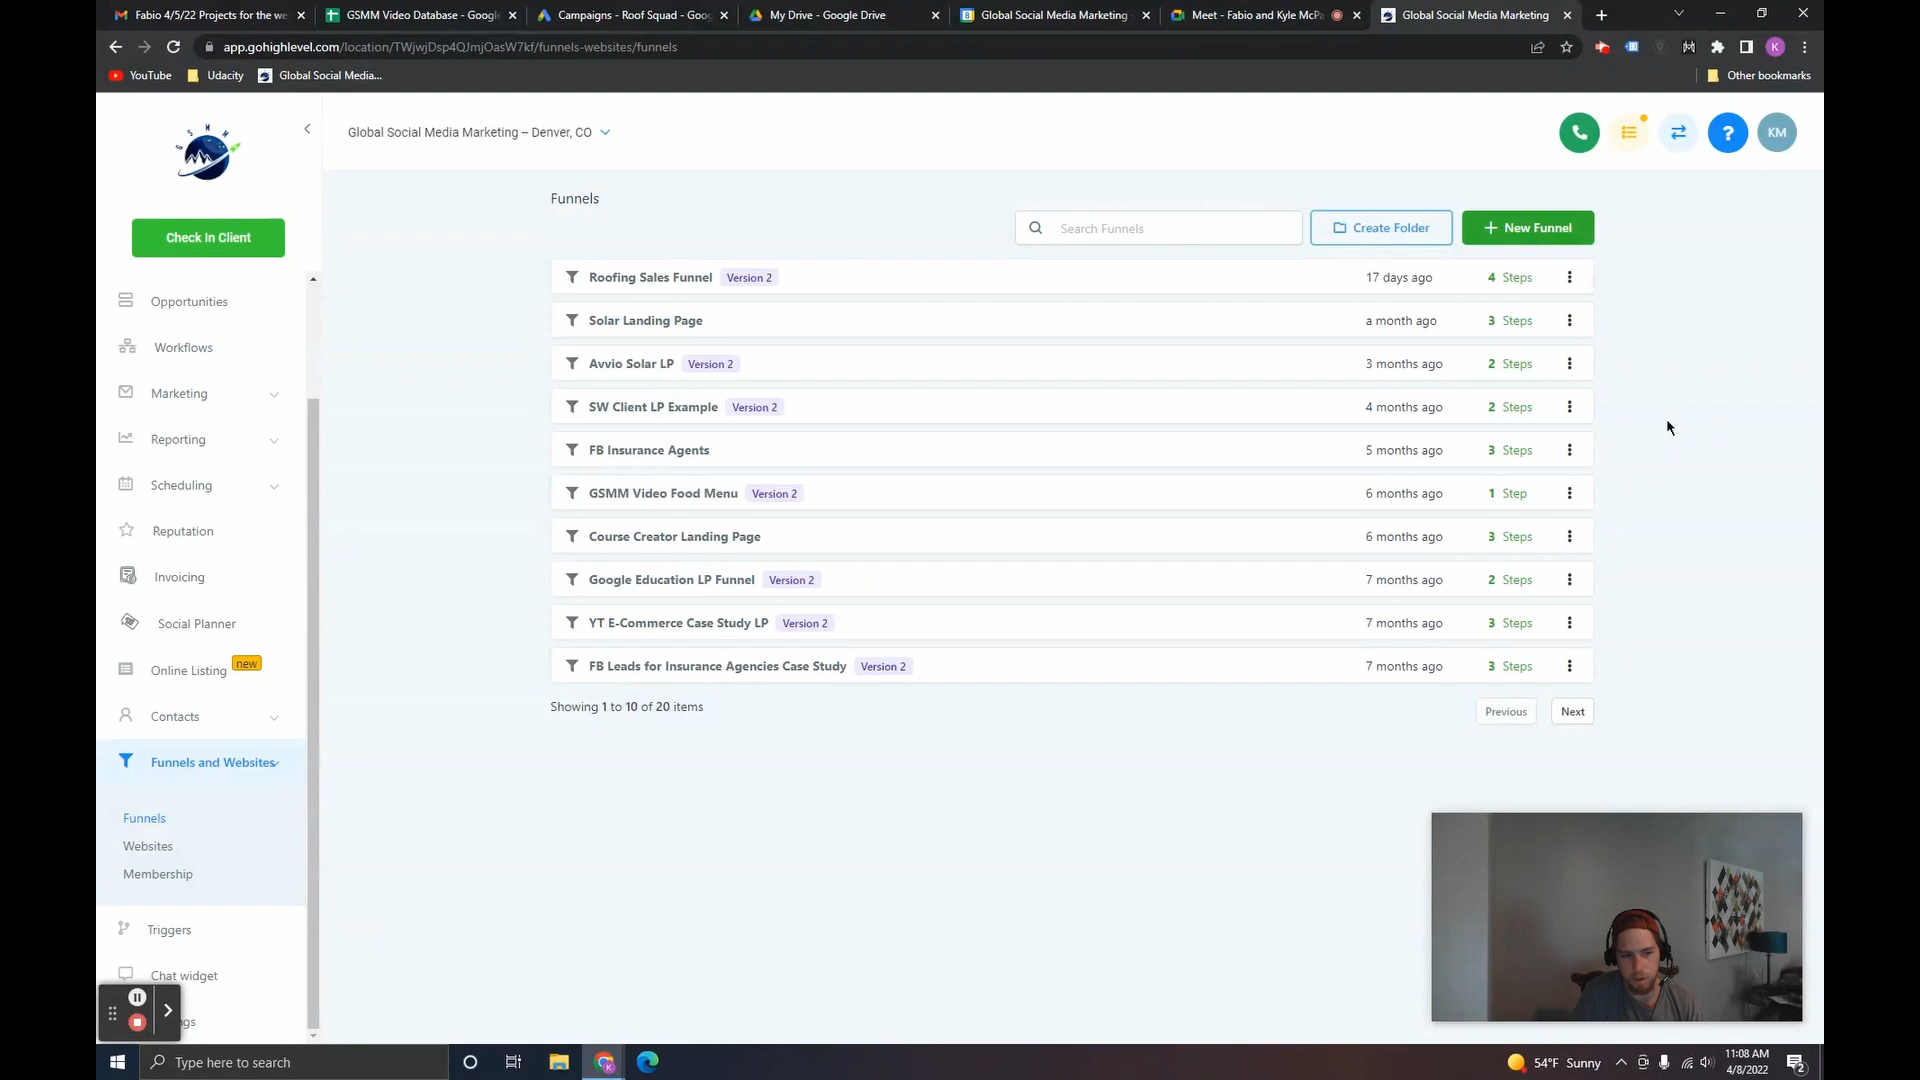 Fabio 4/5/22 Projects for the we
GSMM Video Database - Google
Campaigns - Roof Squad - Goog
My Drive - Google Drive
Global Social Media Marketing
Meet - Fabio and Kyle McPa
Global Social Media Marketing
app.gohighlevel.com/location/TWjwjDsp4QJmjOasW7kf/funnels-websites/funnels
K
YouTube
Udacity
Global Social Media...
Other bookmarks
GSMM
Global Social Media Marketing -- Denver, CO
?
KM
Check In Client
Opportunities
Workflows
Marketing
Reporting
Scheduling
Reputation
Invoicing
Social Planner
Online Listing new
Contacts
Funnels and Websites
Funnels
Websites
Membership
Triggers
Chat widget
ngs
Funnels
Search Funnels
Create Folder
+ New Funnel
Roofing Sales Funnel Version 2 17 days ago 4 Steps
Solar Landing Page a month ago 3 Steps
Avvio Solar LP Version 2 3 months ago 2 Steps
SW Client LP Example Version 2 4 months ago 2 Steps
FB Insurance Agents 5 months ago 3 Steps
GSMM Video Food Menu Version 2 6 months ago 1 Step
Course Creator Landing Page 6 months ago 3 Steps
Google Education LP Funnel Version 2 7 months ago 2 Steps
YT E-Commerce Case Study LP Version 2 7 months ago 3 Steps
FB Leads for Insurance Agencies Case Study Version 2 7 months ago 3 Steps
Showing 1 to 10 of 20 items
Previous
Next
Type here to search
54°F Sunny
11:08 AM
4/8/2022
2